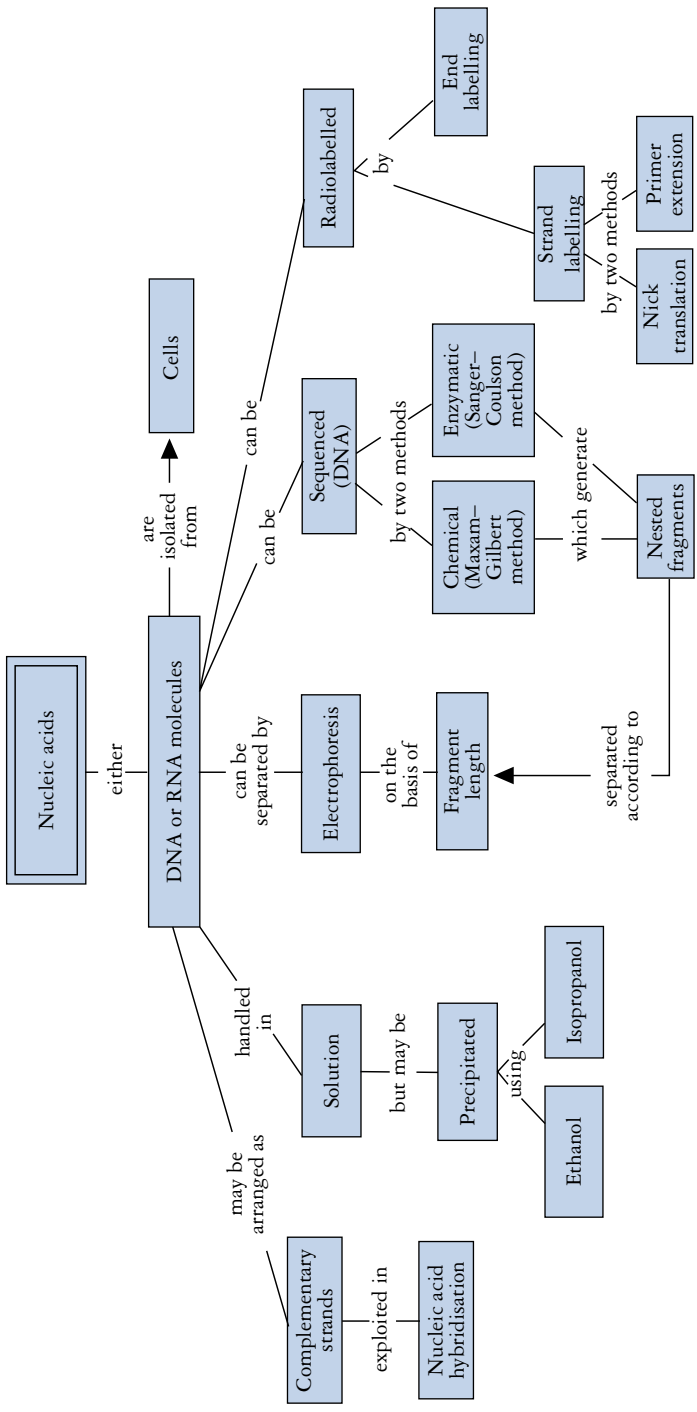 Nucleic acids
either
DNA or RNA molecules
are
isolated
from
Cells
may be
arranged as
Complementary
strands
exploited in
Nucleic acid
hybridisation
handled
in
Solution
but may be
Precipitated
using
Ethanol
Isopropanol
can be
separated by
Electrophoresis
on the
basis of
Fragment
length
can be
Sequenced
(DNA)
by two methods
Chemical
(Maxam–
Gilbert
method)
Enzymatic
(Sanger–
Coulson
method)
which generate
Nested
fragments
separated
according to
can be
Radiolabelled
by
Strand
labelling
End
labelling
by two methods
Nick
translation
Primer
extension